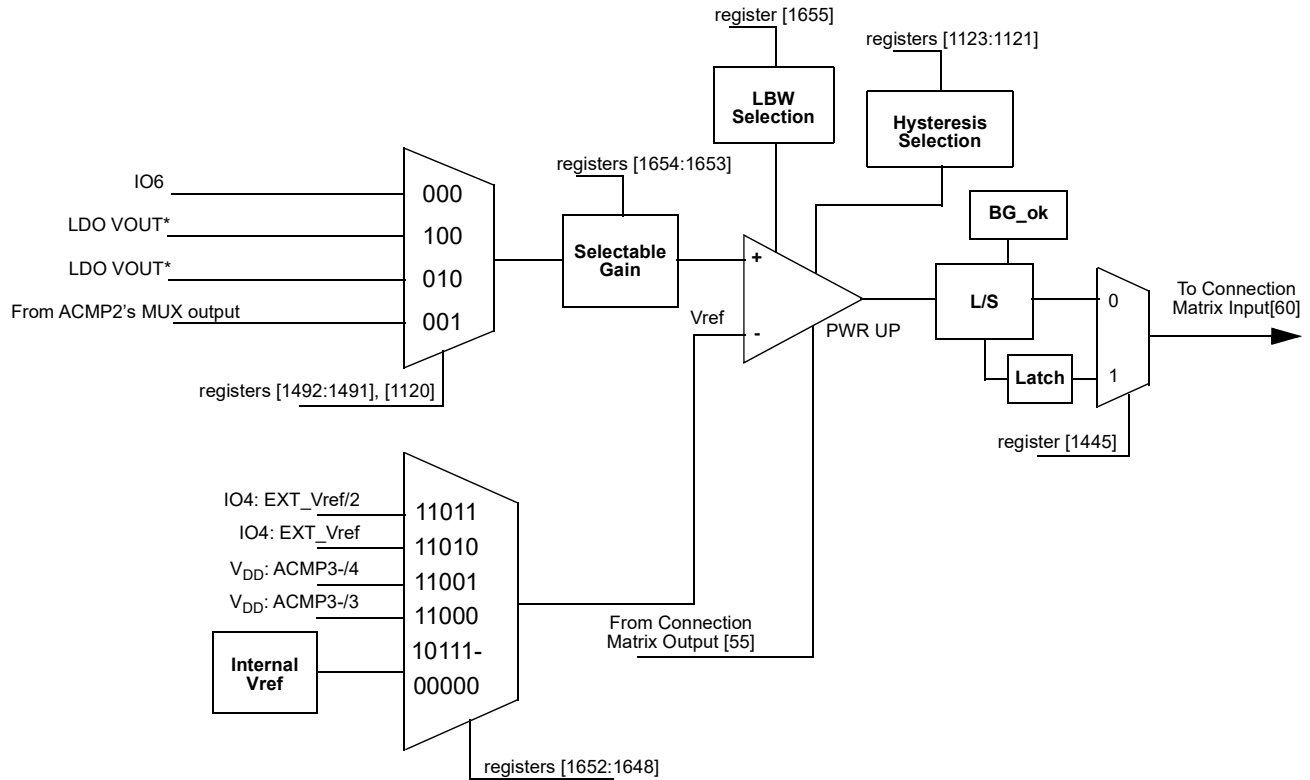 register [1655]
registers [1123:1121]
LBW
Selection
Hysteresis
Selection
registers [1654:1653]
IO6
000
LDO VOUT*
100
LDO VOUT*
010
From ACMP2's MUX output
001
Selectable
Gain
BG_ok
+
L/S
0
To Connection
Matrix Input[60]
Vref
-
PWR UP
Latch
1
registers [1492:1491], [1120]
register [1445]
IO4: EXT_Vref/2
11011
IO4: EXT_Vref
11010
VDD: ACMP3-/4
11001
VDD: ACMP3-/3
11000
10111-
00000
Internal
Vref
From Connection
Matrix Output [55]
registers [1652:1648]